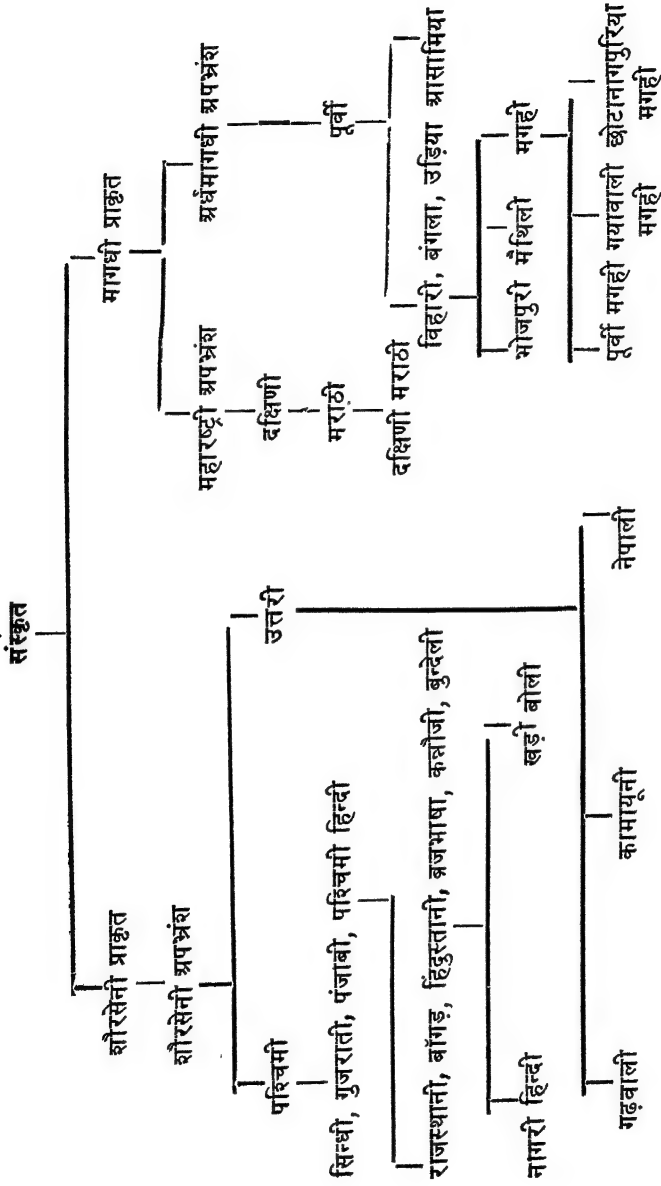 संस्कृत
शौरसेनी प्राकृत
मागधी प्राकृत
शौरसेनी अपभ्रंश
महाराष्ट्री अपभ्रंश
अर्धमागधी अपभ्रंश
पश्चिमी
उत्तरी
दक्षिणी
पूर्वी
सिन्धी, गुजराती, पंजाबी, पश्चिमी हिन्दी
मराठी
दक्षिणी मराठी
राजस्थानी, बाँगड़, हिंदुस्तानी, ब्रजभाषा, कन्नौजी, बुन्देली
बिहारी, बंगला, उड़िया आसामिया
नागरी हिन्दी
खड़ी बोली
भोजपुरी मैथिली मगही
गढ़वाली
कामायूनी
नेपाली
पूर्वी मगही गयावाली छोटानागपुरिया
मगही
मगही